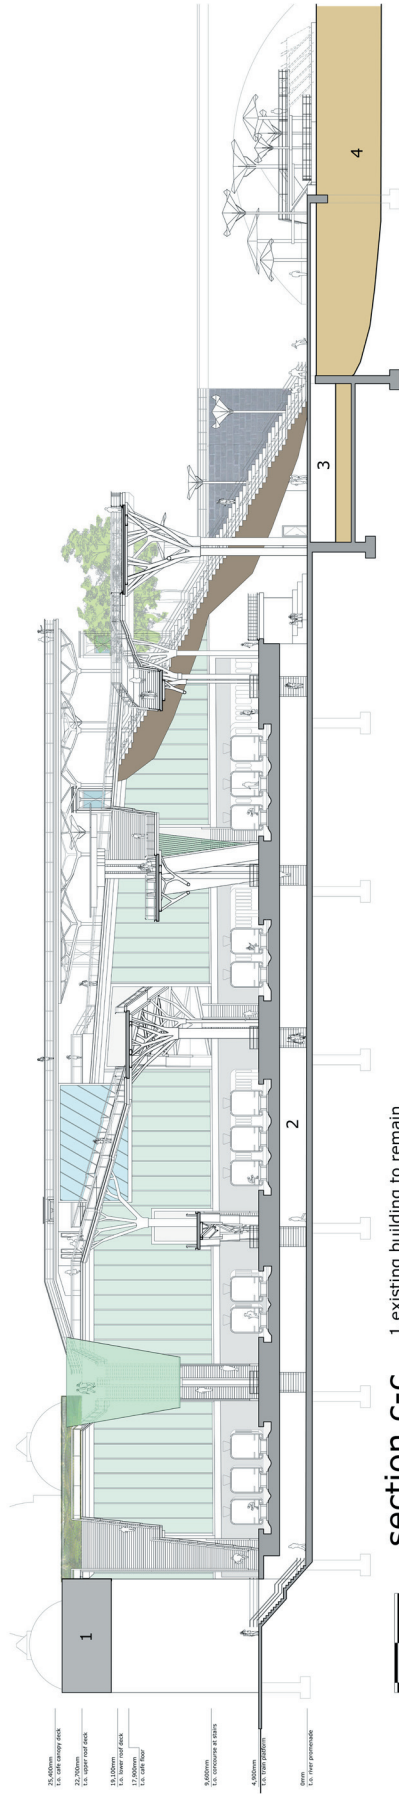 25,400mm
t.o. cafe canopy deck
22,700mm
t.o. upper roof deck
19,100mm
t.o. lower roof deck
17,900mm
t.o. cafe floor
9,600mm
t.o. concourse at stairs
4,900mm
t.o. train platform
0mm
t.o. river promenade
1
2
3
4
section c-c
1 existing building to remain